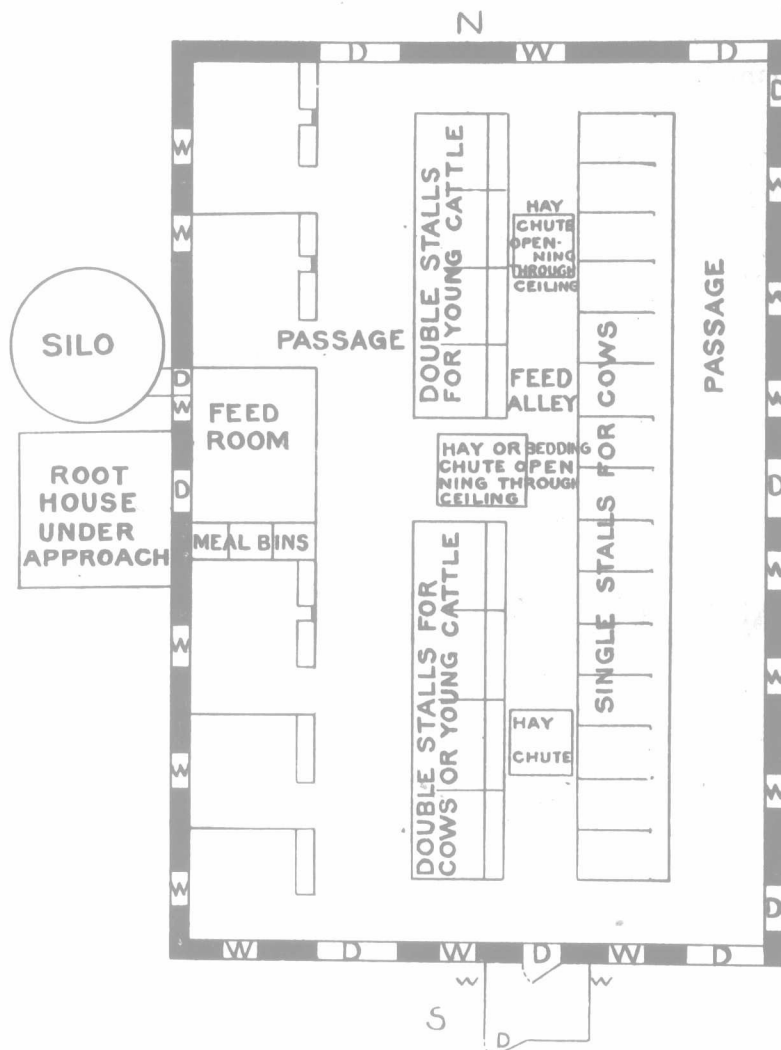 N
D
W
D
D
W
W
W
W
W
W
D
W
W
W
D
SILO
D
W
D
W
W
W
FEED
ROOM
ROOT
HOUSE
UNDER
APPROACH
MEAL BINS
PASSAGE
DOUBLE STALLS
FOR YOUNG CATTLE
HAY
CHUTE
OPEN-
NING
THROUGH
CEILING
FEED
ALLEY
HAY OR BEDDING
CHUTE OPEN
NING THROUGH
CEILING
DOUBLE STALLS FOR
COWS OR YOUNG CATTLE
HAY
CHUTE
SINGLE STALLS FOR COWS
PASSAGE
W
D
W
D
W
D
W
W
S
D